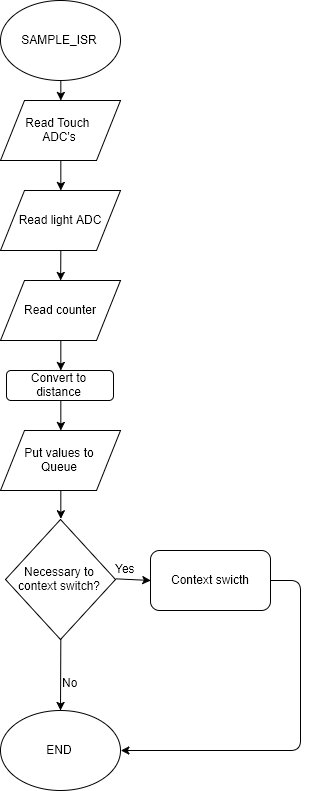 SAMPLE_ISR
Read Touch
ADC's
Read light ADC
Read counter
Convert to
distance
Put values to
Queue
Necessary to
context switch?
Yes
Context swicth
No
END